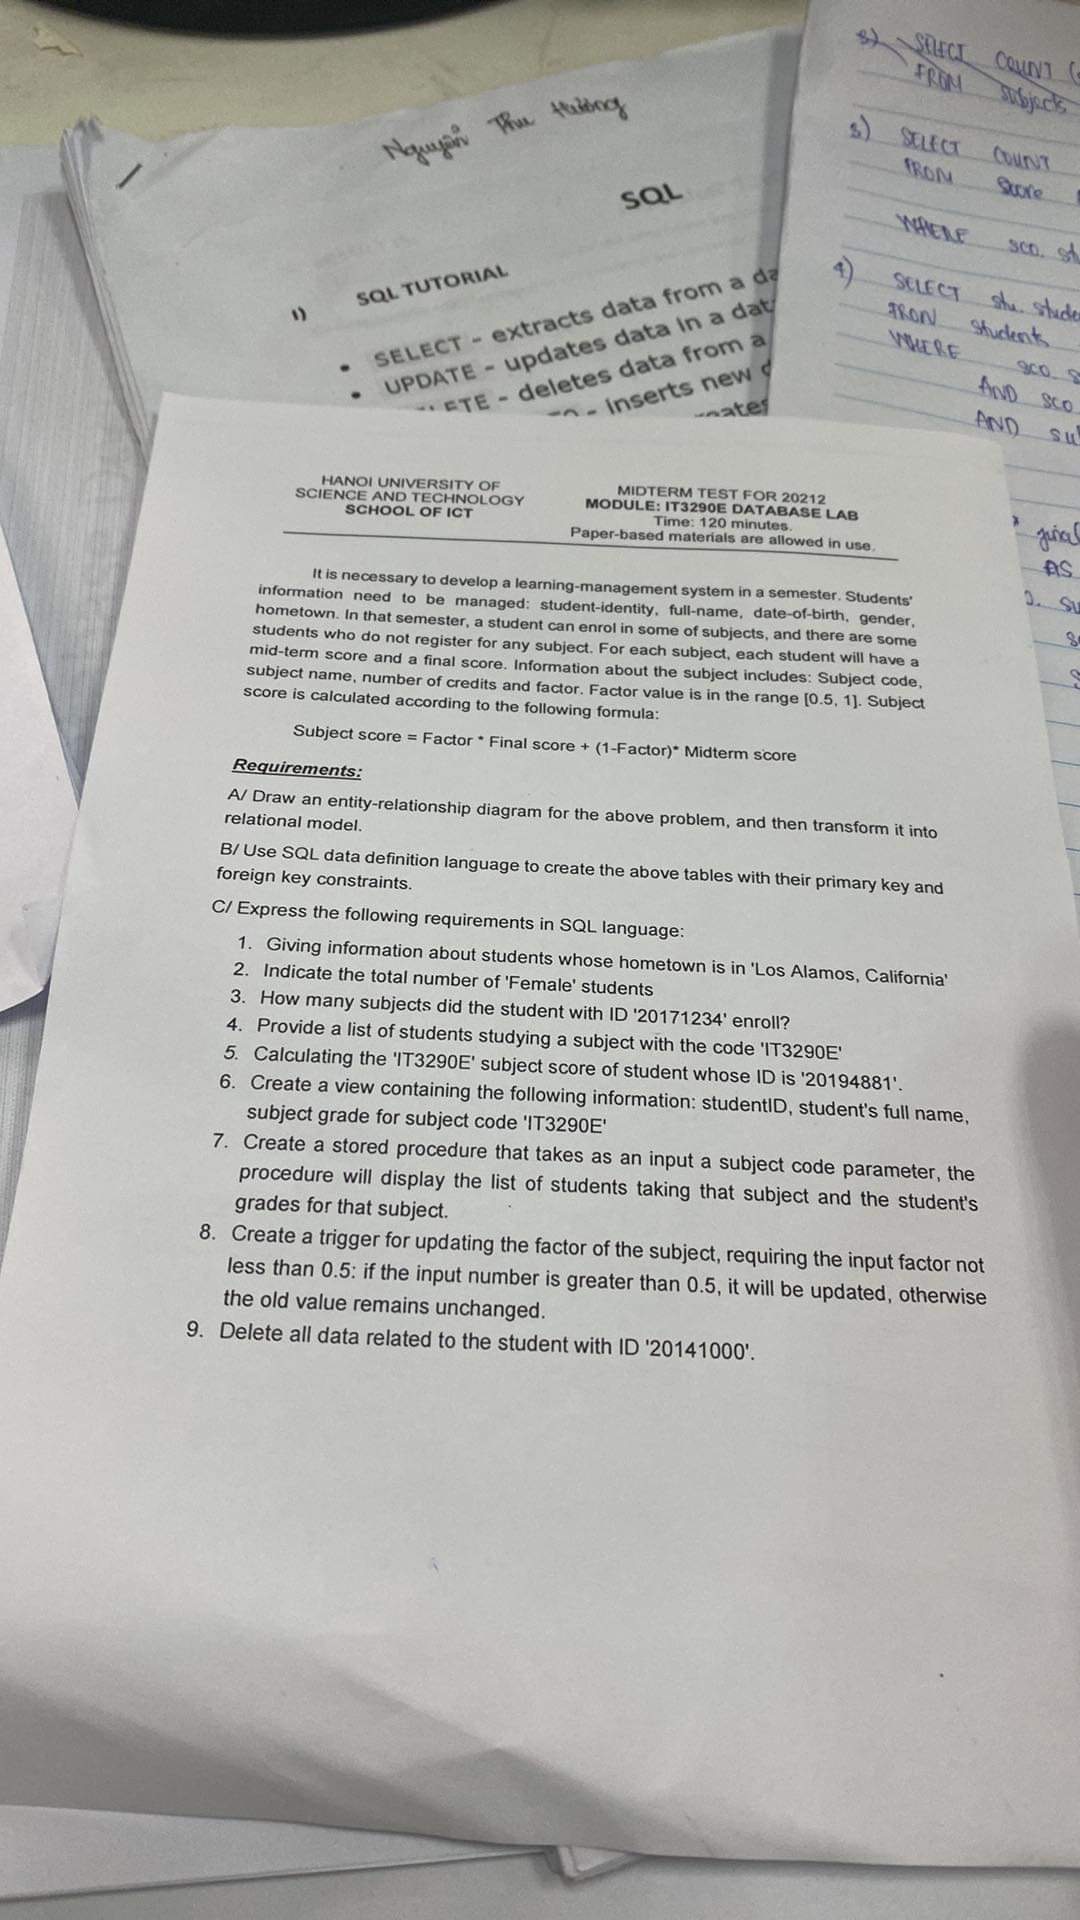 Nguyễn Thu Hường
SQL
1) SQL TUTORIAL
• SELECT - extracts data from a
• UPDATE - updates data in a
- deletes data from a
- inserts new
3) SELECT COUNT
FROM Subjects
3) SELECT COUNT
FROM Score
WHERE sco.
4) SELECT stu.
FROM Students
WHERE sco
AND sco
AND
AS
2.
HANOI UNIVERSITY OF
SCIENCE AND TECHNOLOGY
SCHOOL OF ICT
MIDTERM TEST FOR 20212
MODULE: IT3290E DATABASE LAB
Time: 120 minutes.
Paper-based materials are allowed in use.
It is necessary to develop a learning-management system in a semester. Students'
information need to be managed: student-identity, full-name, date-of-birth, gender,
hometown. In that semester, a student can enrol in some of subjects, and there are some
students who do not register for any subject. For each subject, each student will have a
mid-term score and a final score. Information about the subject includes: Subject code,
subject name, number of credits and factor. Factor value is in the range [0.5, 1]. Subject
score is calculated according to the following formula:
Subject score = Factor * Final score + (1-Factor)* Midterm score
Requirements:
A/ Draw an entity-relationship diagram for the above problem, and then transform it into
relational model.
B/ Use SQL data definition language to create the above tables with their primary key and
foreign key constraints.
C/ Express the following requirements in SQL language:
1. Giving information about students whose hometown is in 'Los Alamos, California'
2. Indicate the total number of 'Female' students
3. How many subjects did the student with ID '20171234' enroll?
4. Provide a list of students studying a subject with the code 'IT3290E'
5. Calculating the 'IT3290E' subject score of student whose ID is '20194881'.
6. Create a view containing the following information: studentID, student's full name,
subject grade for subject code 'IT3290E'
7. Create a stored procedure that takes as an input a subject code parameter, the
procedure will display the list of students taking that subject and the student's
grades for that subject.
8. Create a trigger for updating the factor of the subject, requiring the input factor not
less than 0.5: if the input number is greater than 0.5, it will be updated, otherwise
the old value remains unchanged.
9. Delete all data related to the student with ID '20141000'.